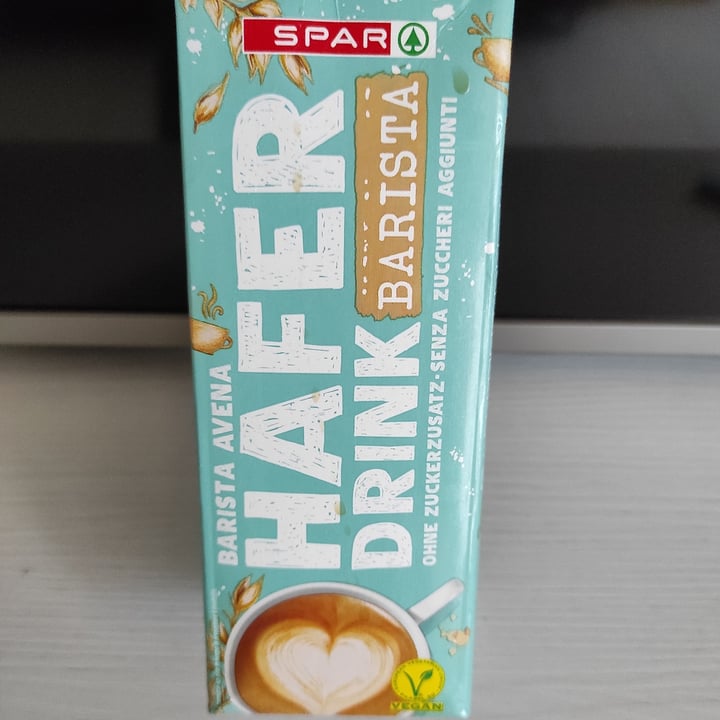 SPAR
BARISTA AVENA
HAFER
DRINK BARISTA
OHNE ZUCKERZUSATZ·SENZA ZUCCHERI AGGIUNTI
VEGAN